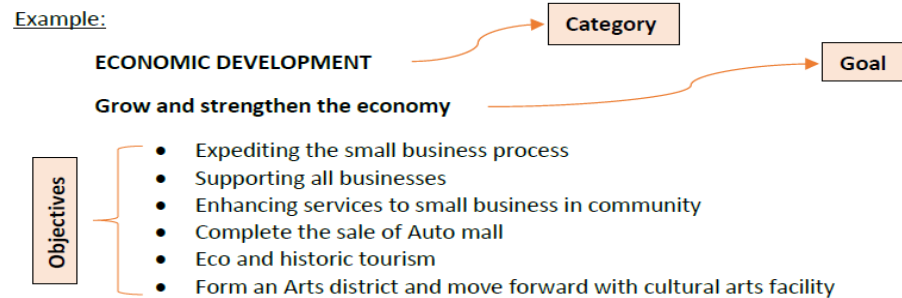 Example:
Category
ECONOMIC DEVELOPMENT
Goal
Grow and strengthen the economy
Objectives
● Expediting the small business process
● Supporting all businesses
● Enhancing services to small business in community
● Complete the sale of Auto mall
● Eco and historic tourism
● Form an Arts district and move forward with cultural arts facility